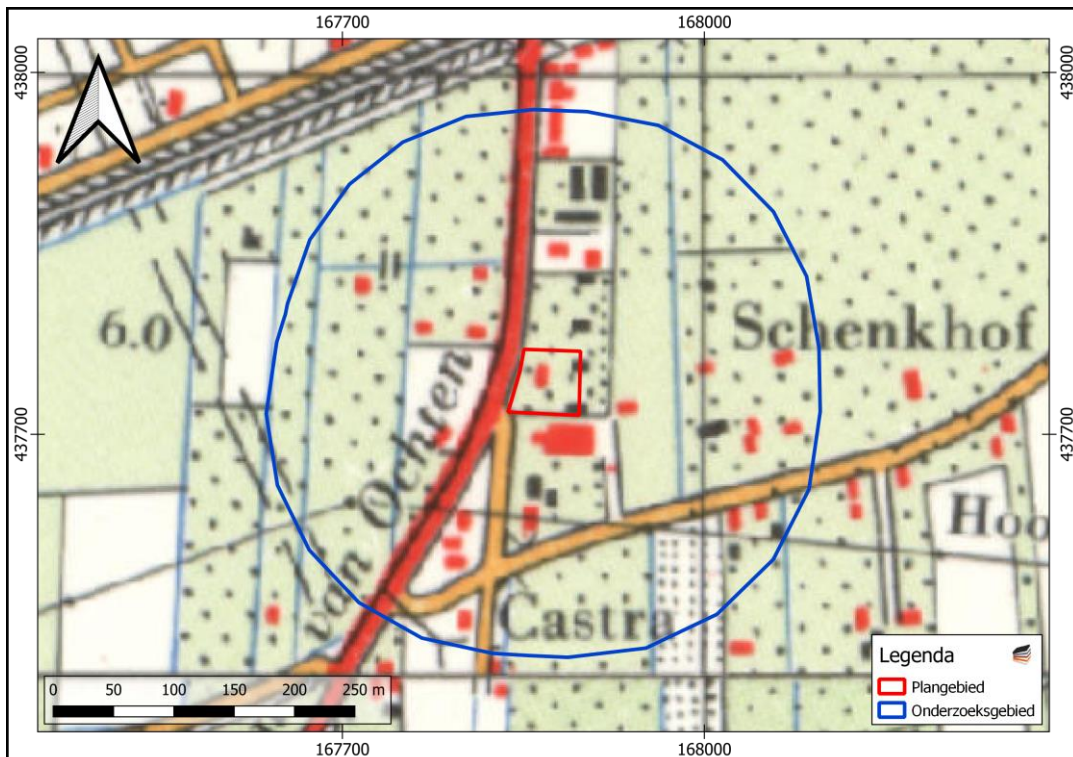 167700 168000
438000 438000
6.0
Schenkhof
van Ochten
437700 437700
Hoo
Castra
Legenda
Plangebied
Onderzoeksgebied
0 50 100 150 200 250 m
167700 168000